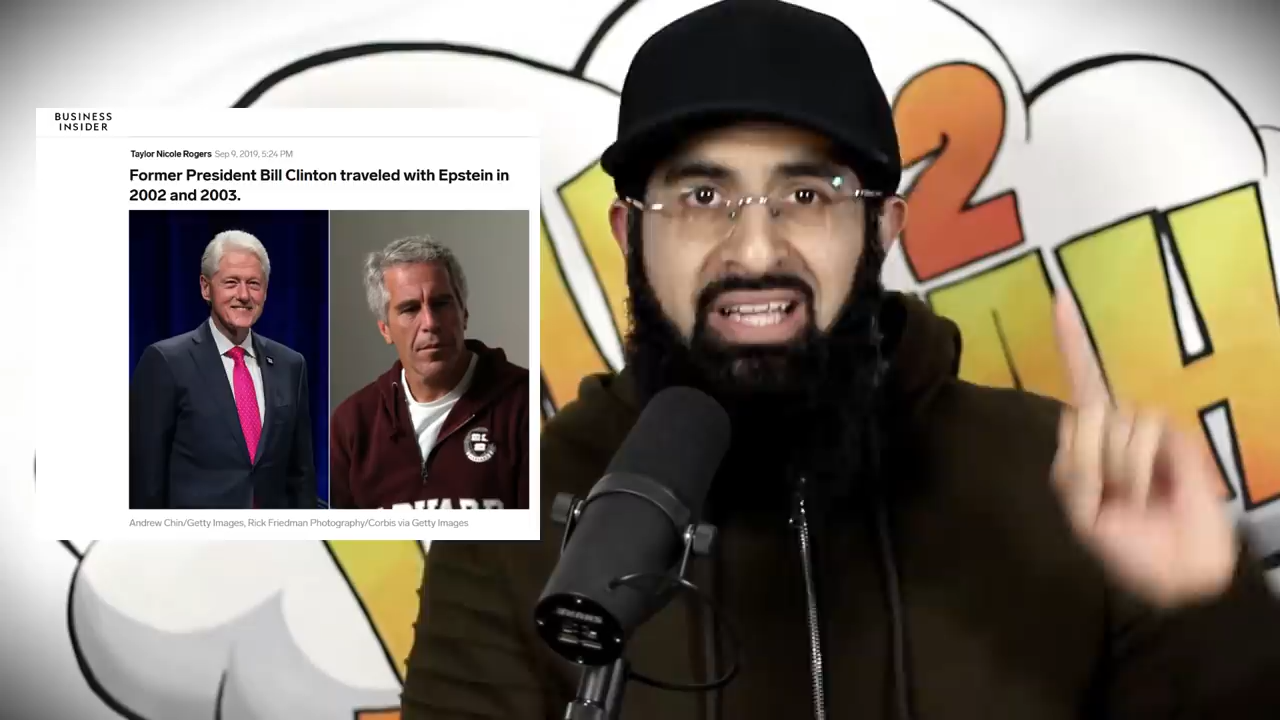 BUSINESS
INSIDER
Taylor Nicole Rogers Sep 9, 2019, 5:24 PM
Former President Bill Clinton traveled with Epstein in
2002 and 2003.
Andrew Chin/Getty Images, Rick Friedman Photography/Corbis via Getty Images
2